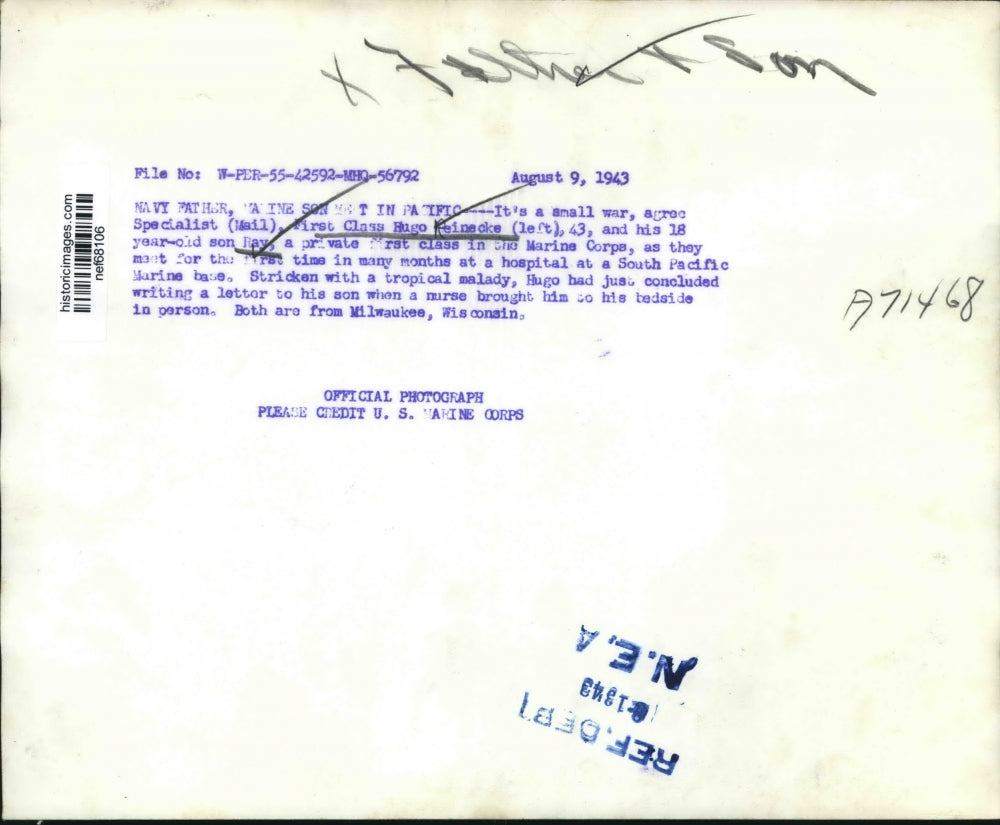 x Father + Son
File No: W-PER-55-42592-MHQ-56792 August 9, 1943
NAVY FATHER, MARINE SON MEET IN PACIFIC----It's a small war, agree
Specialist (Mail), First Class Hugo Reinecke (left), 43, and his 18
year-old son Ray, a private first class in the Marine Corps, as they
meet for the first time in many months at a hospital at a South Pacific
Marine base. Stricken with a tropical malady, Hugo had just concluded
writing a letter to his son when a nurse brought him to his bedside
in person. Both are from Milwaukee, Wisconsin.
historicimages.com
nef68106
A71468
OFFICIAL PHOTOGRAPH
PLEASE CREDIT U. S. MARINE CORPS
REF. DEPT
1943
N.E.A